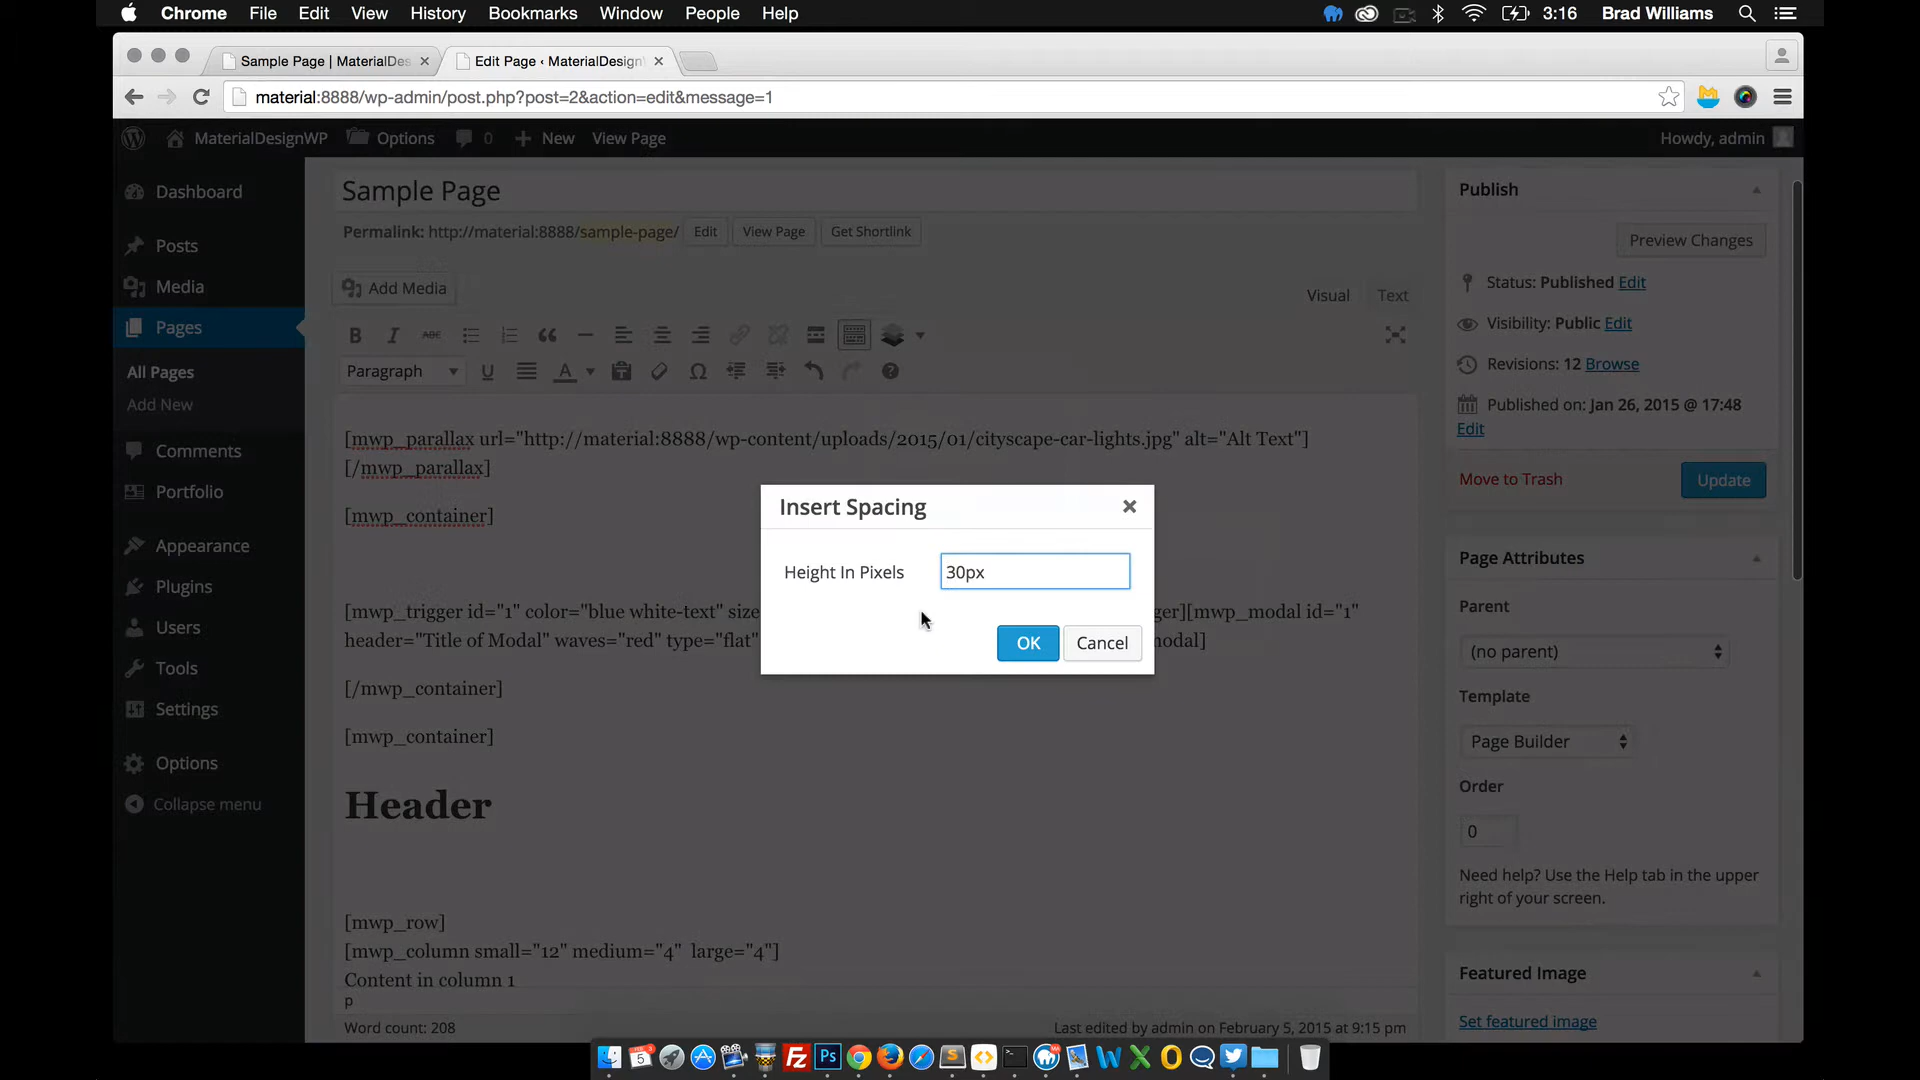 Chrome File Edit View History Bookmarks Window People Help 3:16 Brad Williams
Sample Page | MaterialDes Edit Page ‹ MaterialDesign
material:8888/wp-admin/post.php?post=2&action=edit&message=1
MaterialDesignWP Options 0 New View Page Howdy, admin
Dashboard
Posts
Media
Pages
All Pages
Add New
Comments
Portfolio
Appearance
Plugins
Users
Tools
Settings
Options
Collapse menu
Sample Page
Permalink: http://material:8888/sample-page/ Edit View Page Get Shortlink
Add Media
Visual Text
B I ABC
Paragraph U A
[mwp_parallax url="http://material:8888/wp-content/uploads/2015/01/cityscape-car-lights.jpg" alt="Alt Text"]
[/mwp_parallax]
[mwp_container]
[mwp_trigger id="1" color="blue white-text" size ger][mwp_modal id="1"
header="Title of Modal" waves="red" type="flat" odal]
[/mwp_container]
[mwp_container]
Header
[mwp_row]
[mwp_column small="12" medium="4" large="4"]
Content in column 1
p
Word count: 208 Last edited by admin on February 5, 2015 at 9:15 pm
Insert Spacing
Height In Pixels 30px
OK Cancel
Publish
Preview Changes
Status: Published Edit
Visibility: Public Edit
Revisions: 12 Browse
Published on: Jan 26, 2015 @ 17:48
Edit
Move to Trash Update
Page Attributes
Parent
(no parent)
Template
Page Builder
Order
0
Need help? Use the Help tab in the upper
right of your screen.
Featured Image
Set featured image
5 Fz Ps S W X O